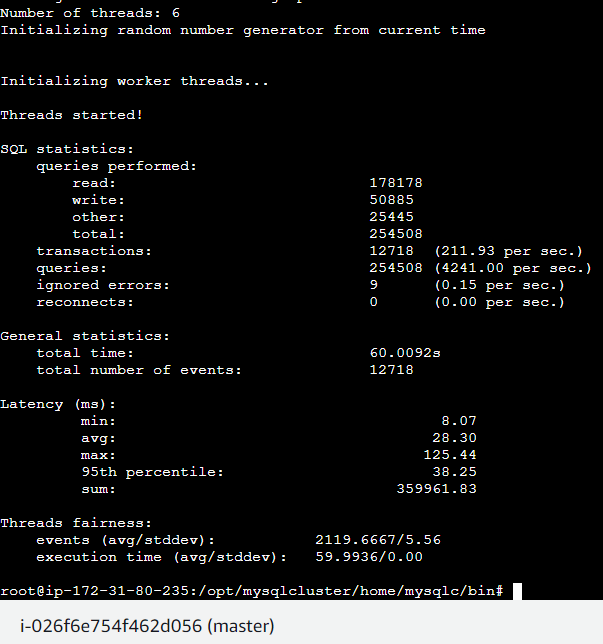 Number of threads: 6
Initializing random number generator from current time
Initializing worker threads...
Threads started!
SQL statistics:
queries performed:
read: 178178
write: 50885
other: 25445
total: 254508
transactions: 12718 (211.93 per sec.)
queries: 254508 (4241.00 per sec.)
ignored errors: 9 (0.15 per sec.)
reconnects: 0 (0.00 per sec.)
General statistics:
total time: 60.0092s
total number of events: 12718
Latency (ms):
min: 8.07
avg: 28.30
max: 125.44
95th percentile: 38.25
sum: 359961.83
Threads fairness:
events (avg/stddev): 2119.6667/5.56
execution time (avg/stddev): 59.9936/0.00
root@ip-172-31-80-235:/opt/mysqlcluster/home/mysqlc/bin#
i-026f6e754f462d056 (master)